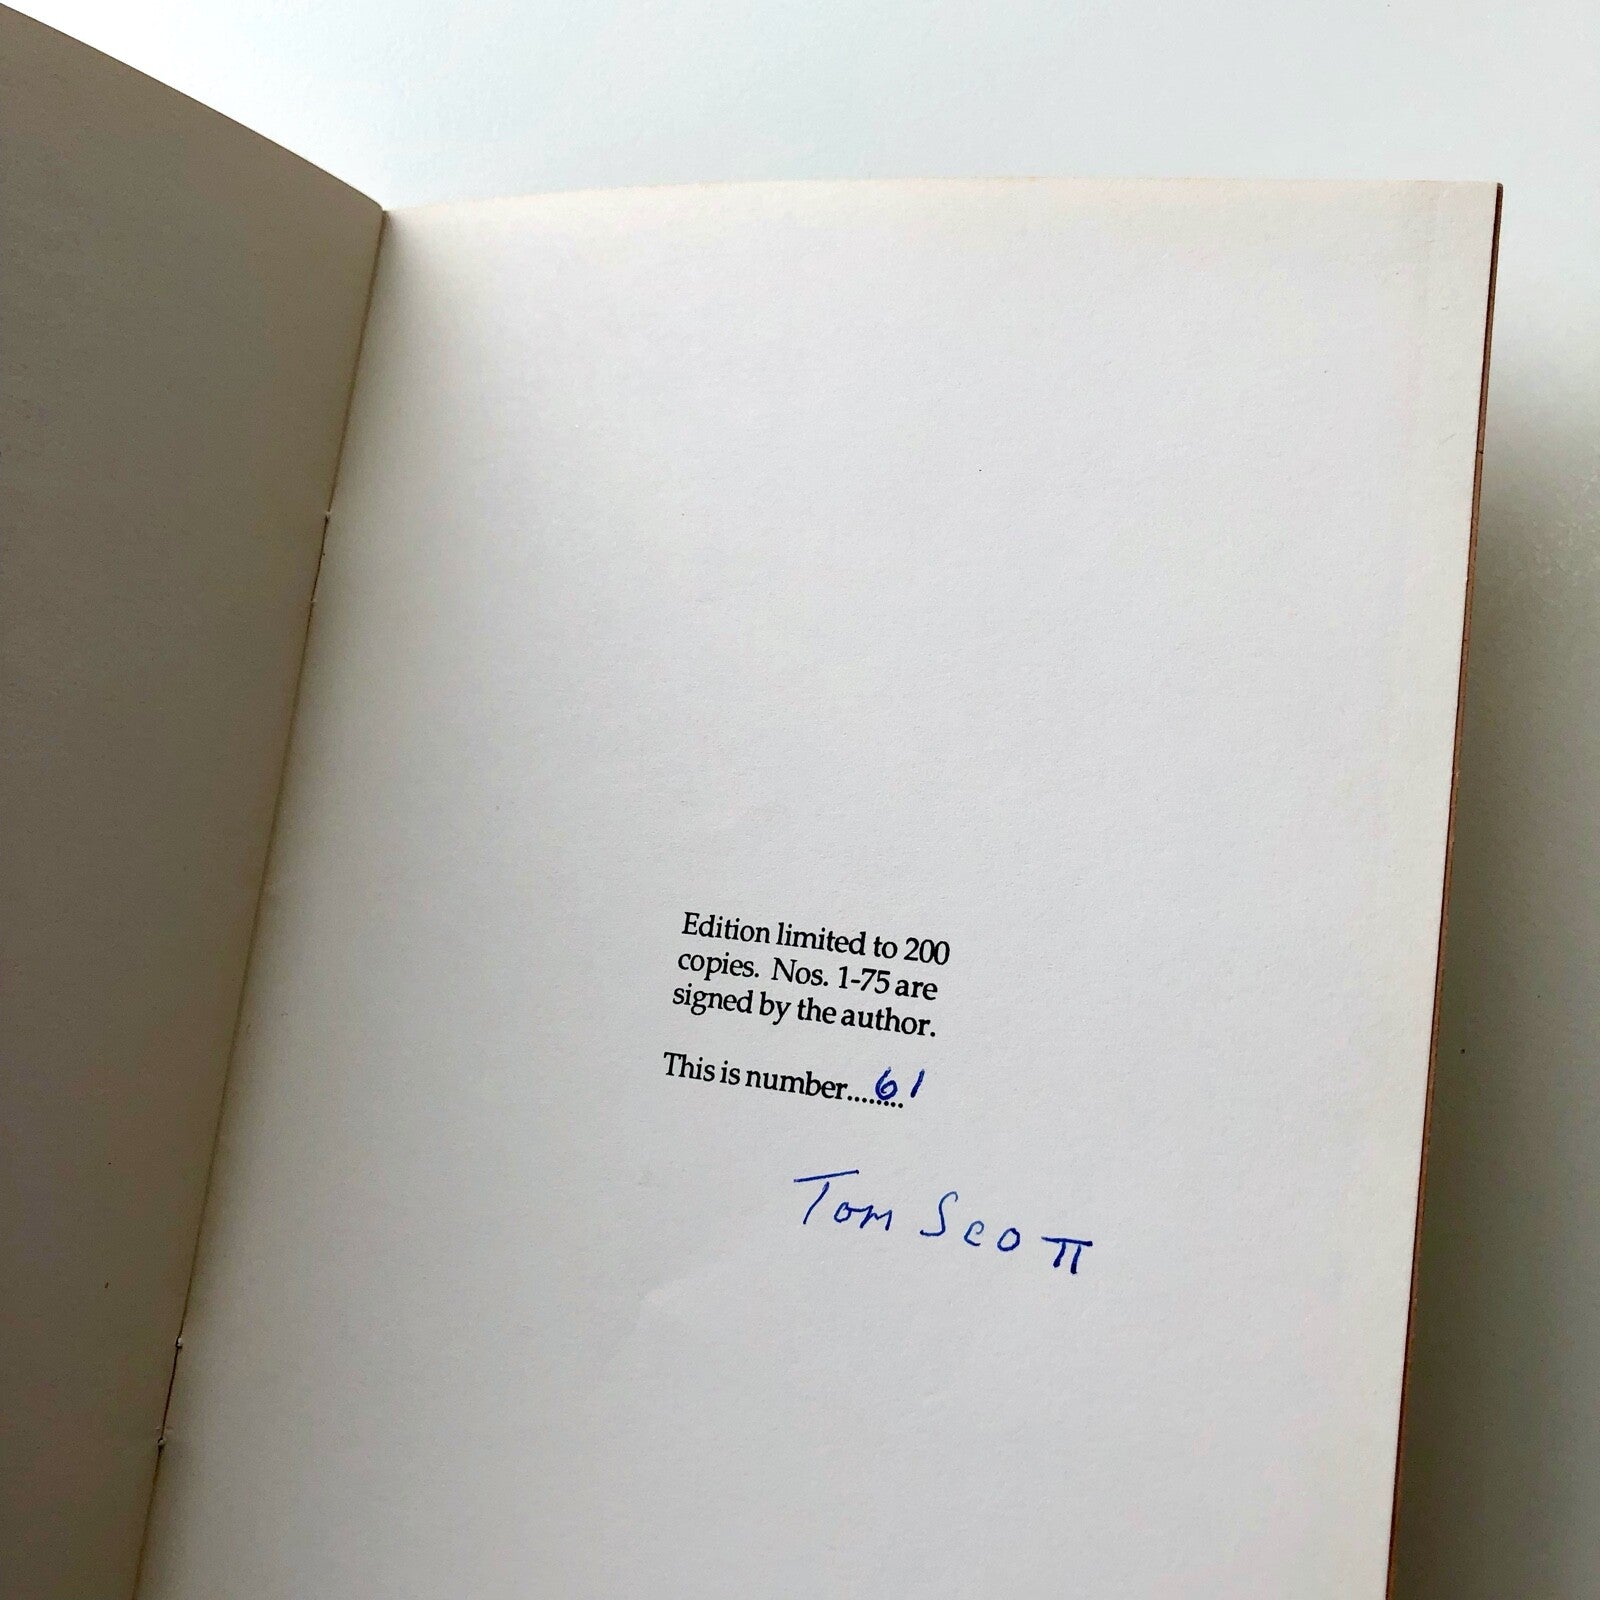 Edition limited to 200
copies. Nos. 1-75 are
signed by the author.
This is number........61
Tom Scott